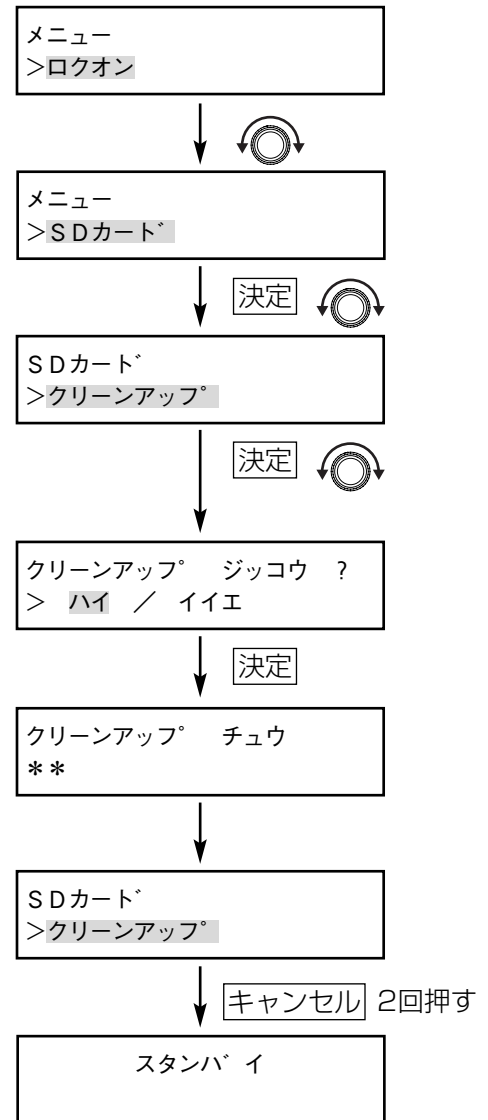 メニュー
>ロクオン
メニュー
>ＳＤカート゛
決定
ＳＤカート゛
>クリーンアップ゜
決定
クリーンアップ゜　ジッコウ　？
>　ハイ　／　イイエ
決定
クリーンアップ゜　チュウ
＊＊
ＳＤカート゛
>クリーンアップ゜
キャンセル 2回押す
スタンハ゛イ